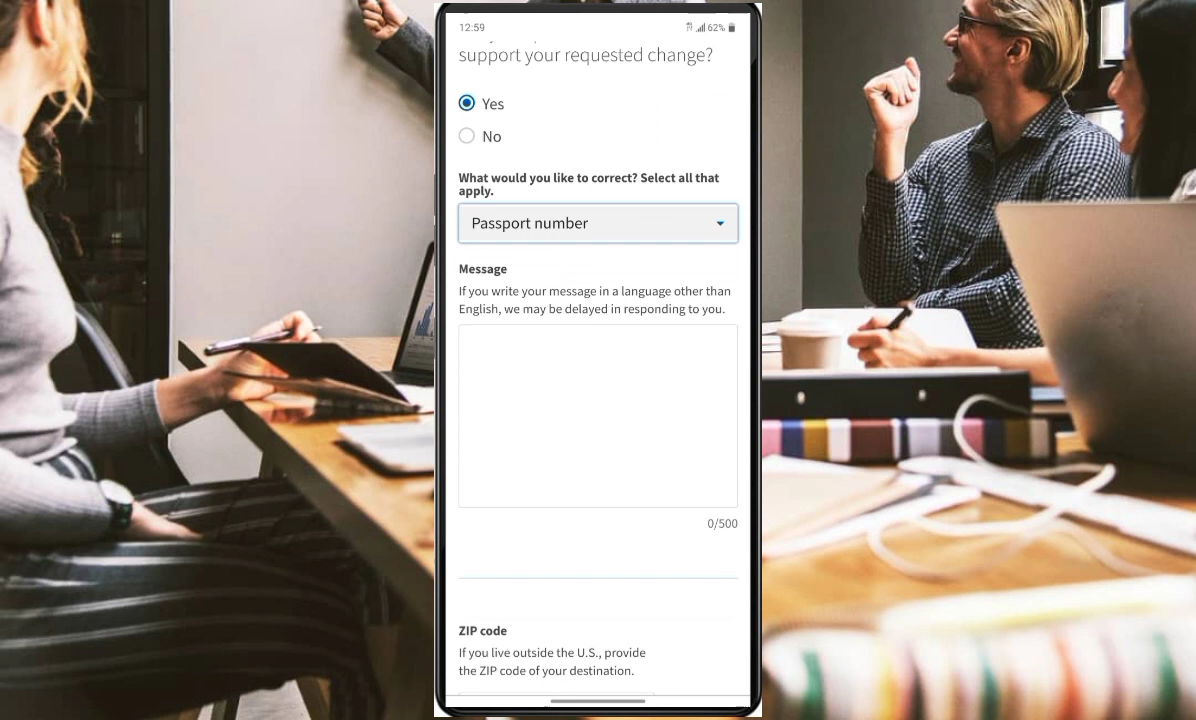 12:59
62%
support your requested change?
Yes
No
What would you like to correct? Select all that
apply.
Passport number
Message
If you write your message in a language other than
English, we may be delayed in responding to you.
0/500
ZIP code
If you live outside the U.S., provide
the ZIP code of your destination.